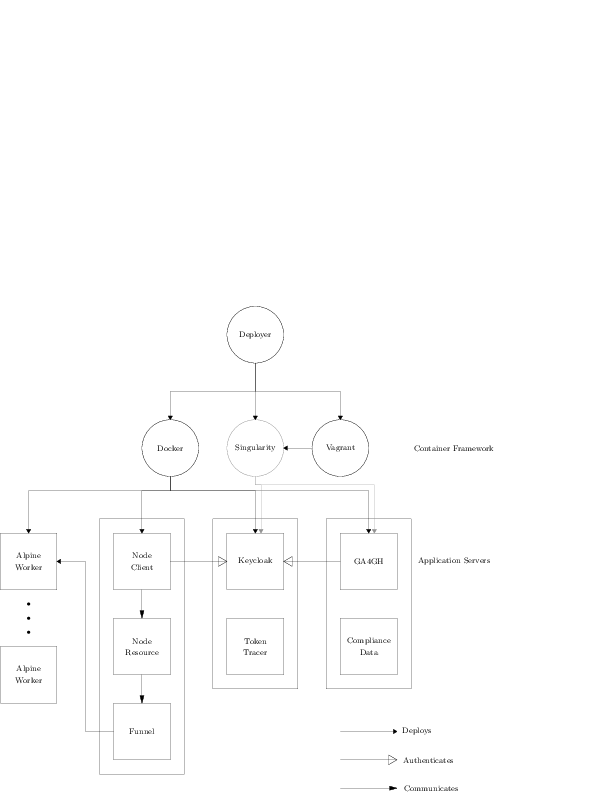 Deployer
Docker
Singularity
Vagrant
Container Framework
Alpine
Worker
Node
Client
Keycloak
GA4GH
Application Servers
Node
Resource
Token
Tracer
Compliance
Data
Alpine
Worker
Funnel
Deploys
Authenticates
Communicates